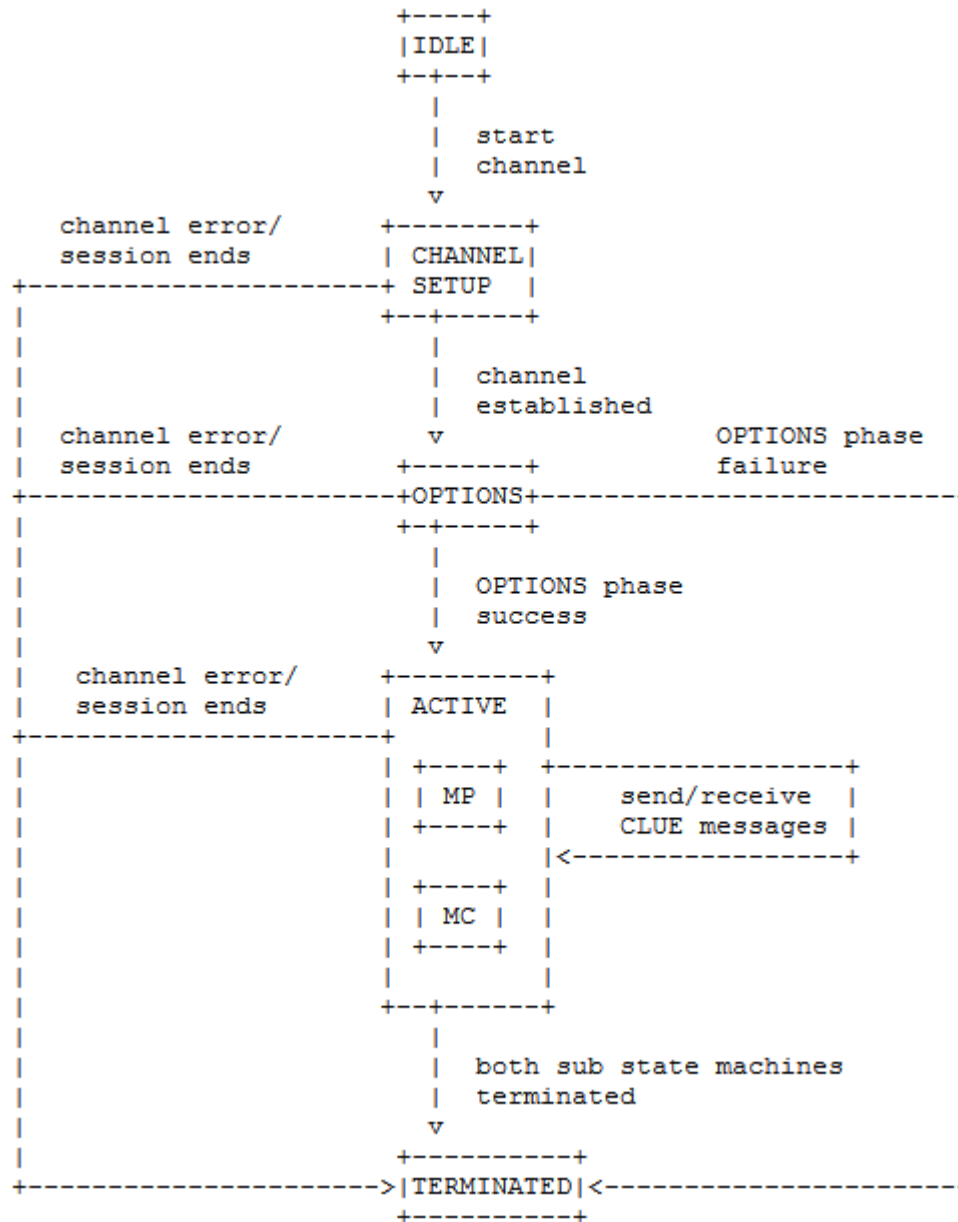 IDLE
start
channel
channel error/
session ends
CHANNEL
SETUP
channel
established
channel error/
session ends
OPTIONS phase
failure
OPTIONS
OPTIONS phase
success
channel error/
session ends
ACTIVE
MP
send/receive
CLUE messages
MC
both sub state machines
terminated
TERMINATED